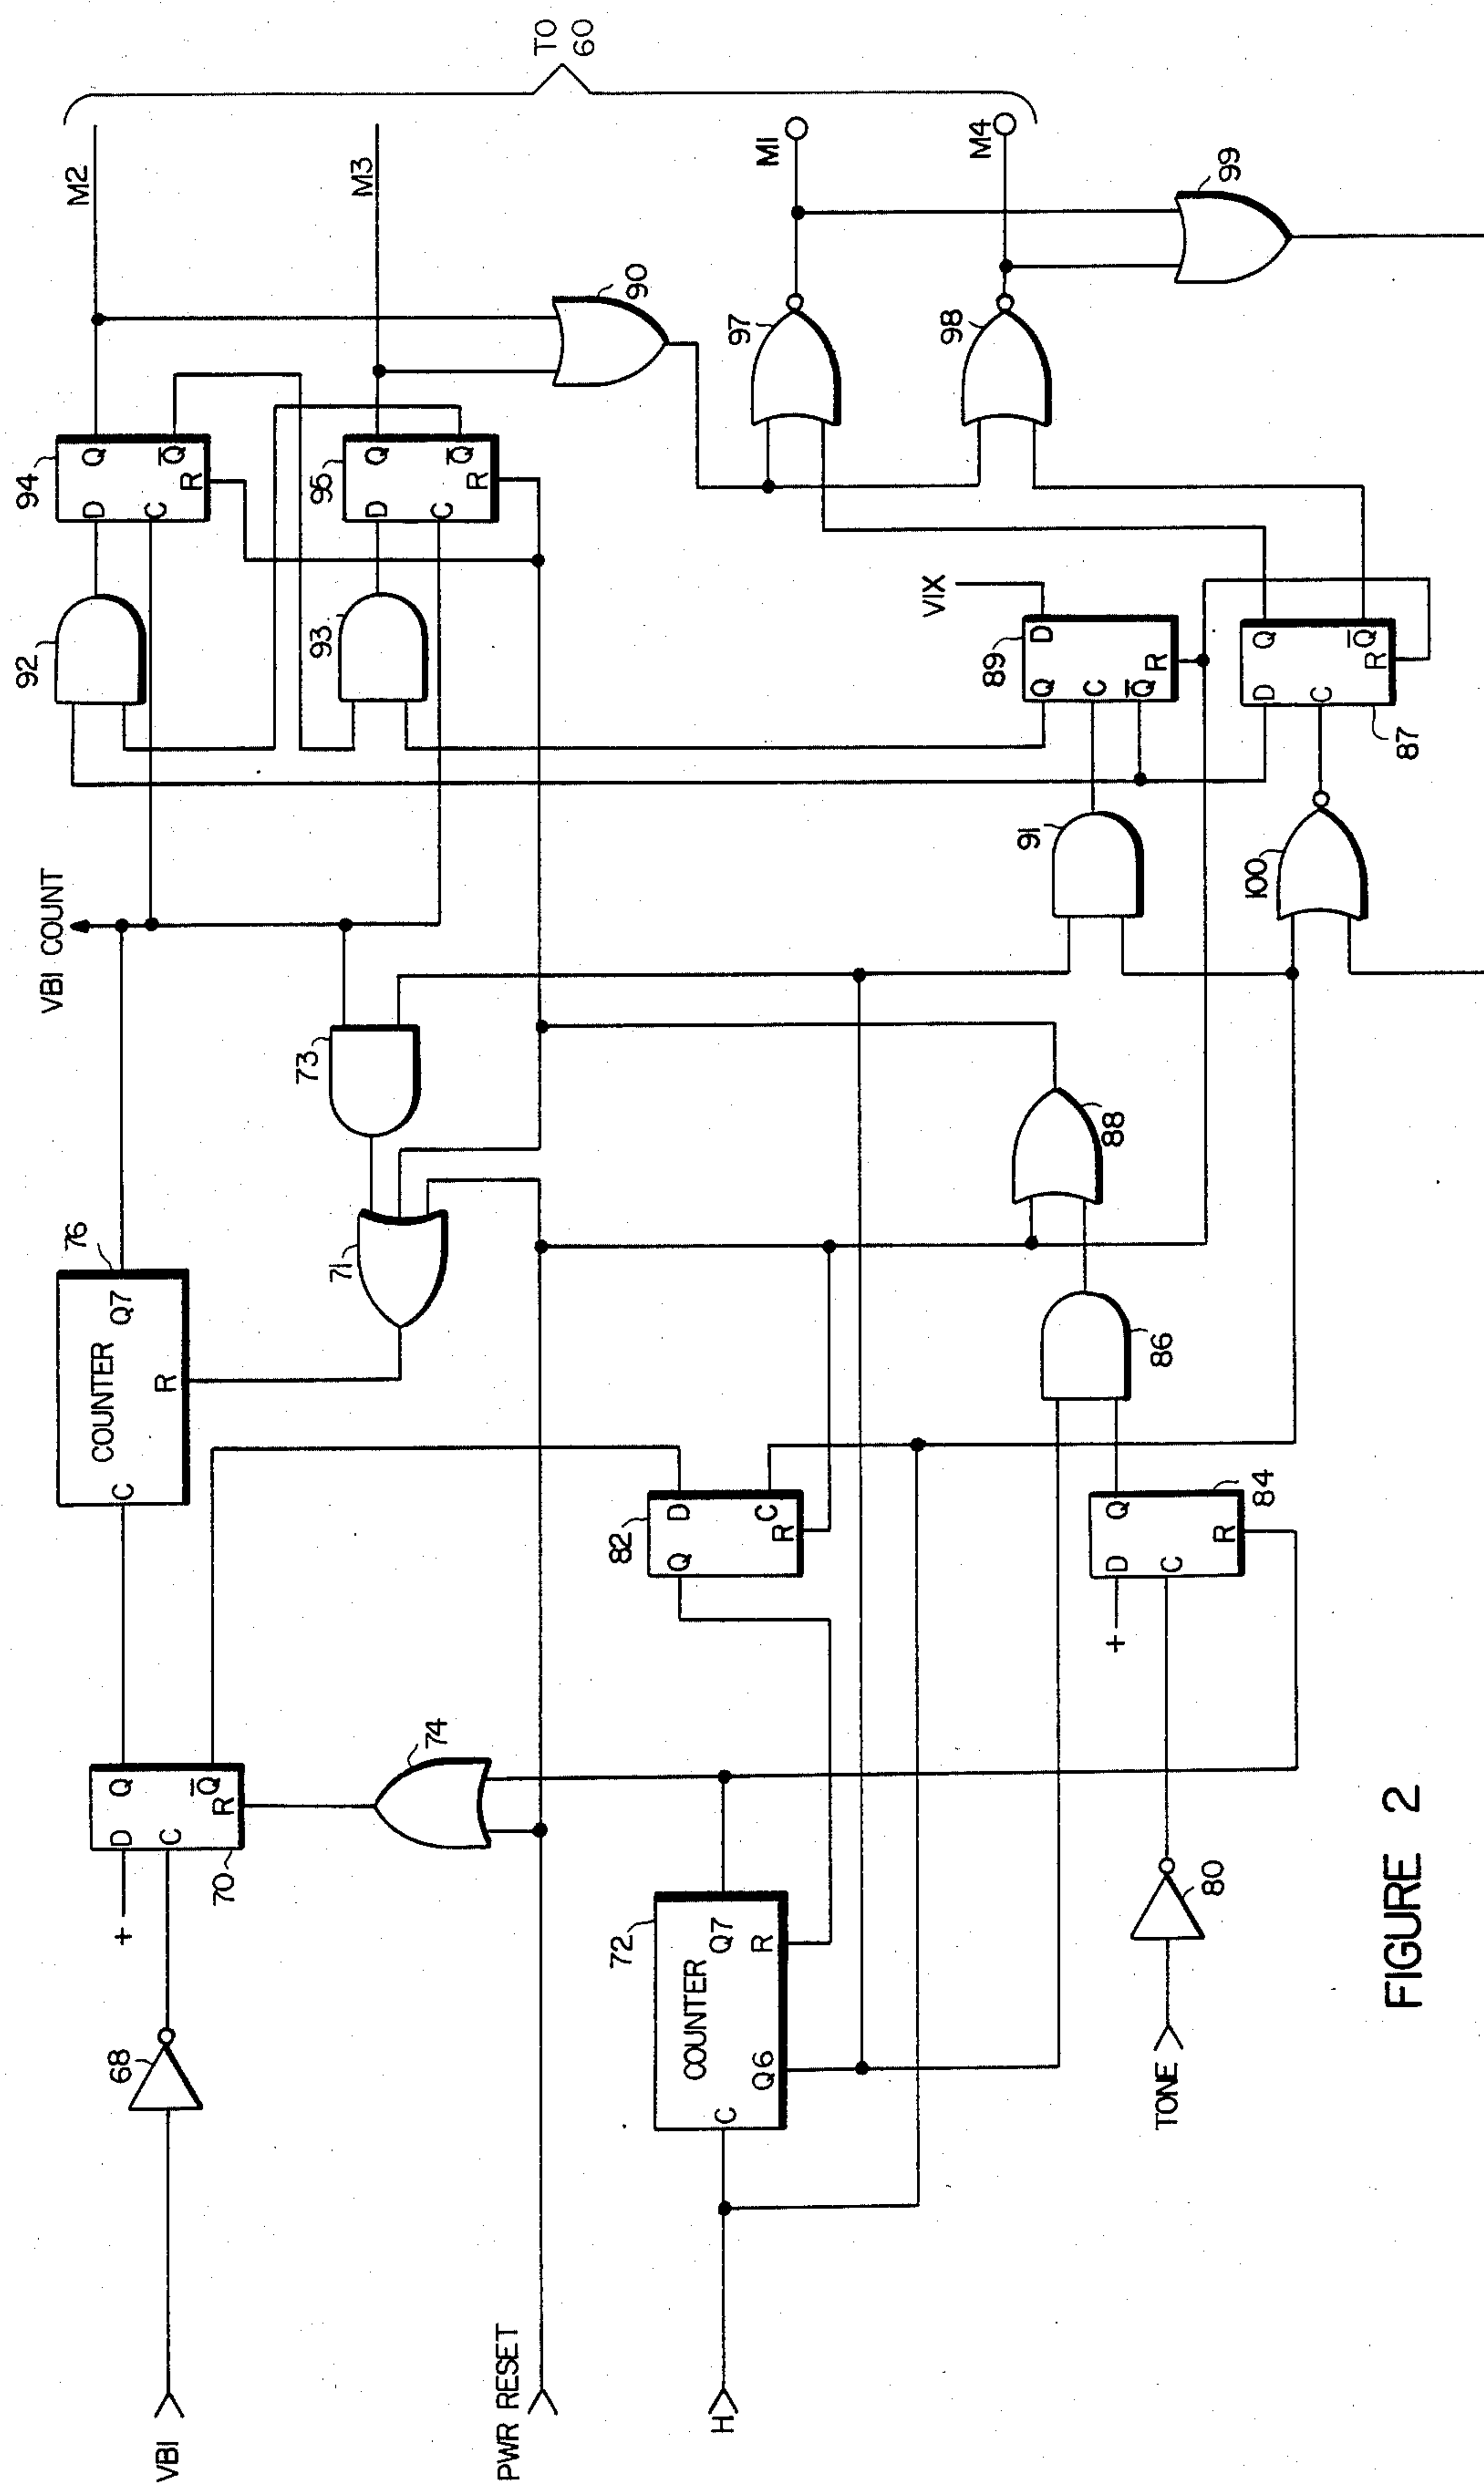 VBI
68
+
D
C
Q
Q
R
70
74
COUNTER
C
Q7
R
76
VBI COUNT
71
73
92
93
94
D
C
Q
Q
R
M2
95
D
C
Q
Q
R
M3
90
TO
60
PWR RESET
H
72
COUNTER
C
Q6
Q7
R
82
Q
D
C
R
TONE
80
+
D
C
Q
R
84
86
88
91
89
Q
C
Q
D
R
VIX
100
87
D
C
Q
Q
R
97
98
M1
M4
99
FIGURE 2